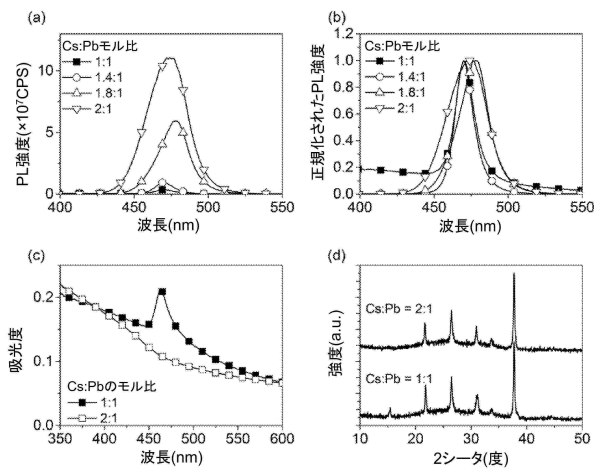 (a)
Cs:Pbモル比
1:1
1.4:1
1.8:1
2:1
PL強度(×10⁷CPS)
10
5
0
400 450 500 550
波長(nm)
(b)
Cs:Pbモル比
1:1
1.4:1
1.8:1
2:1
正規化されたPL強度
1.0
0.8
0.6
0.4
0.2
0.0
400 450 500 550
波長(nm)
(c)
吸光度
0.2
0.1
0.0
Cs:Pbのモル比
1:1
2:1
350 400 450 500 550 600
波長(nm)
(d)
強度(a.u.)
Cs:Pb = 2:1
Cs:Pb = 1:1
10 20 30 40 50
2シータ(度)